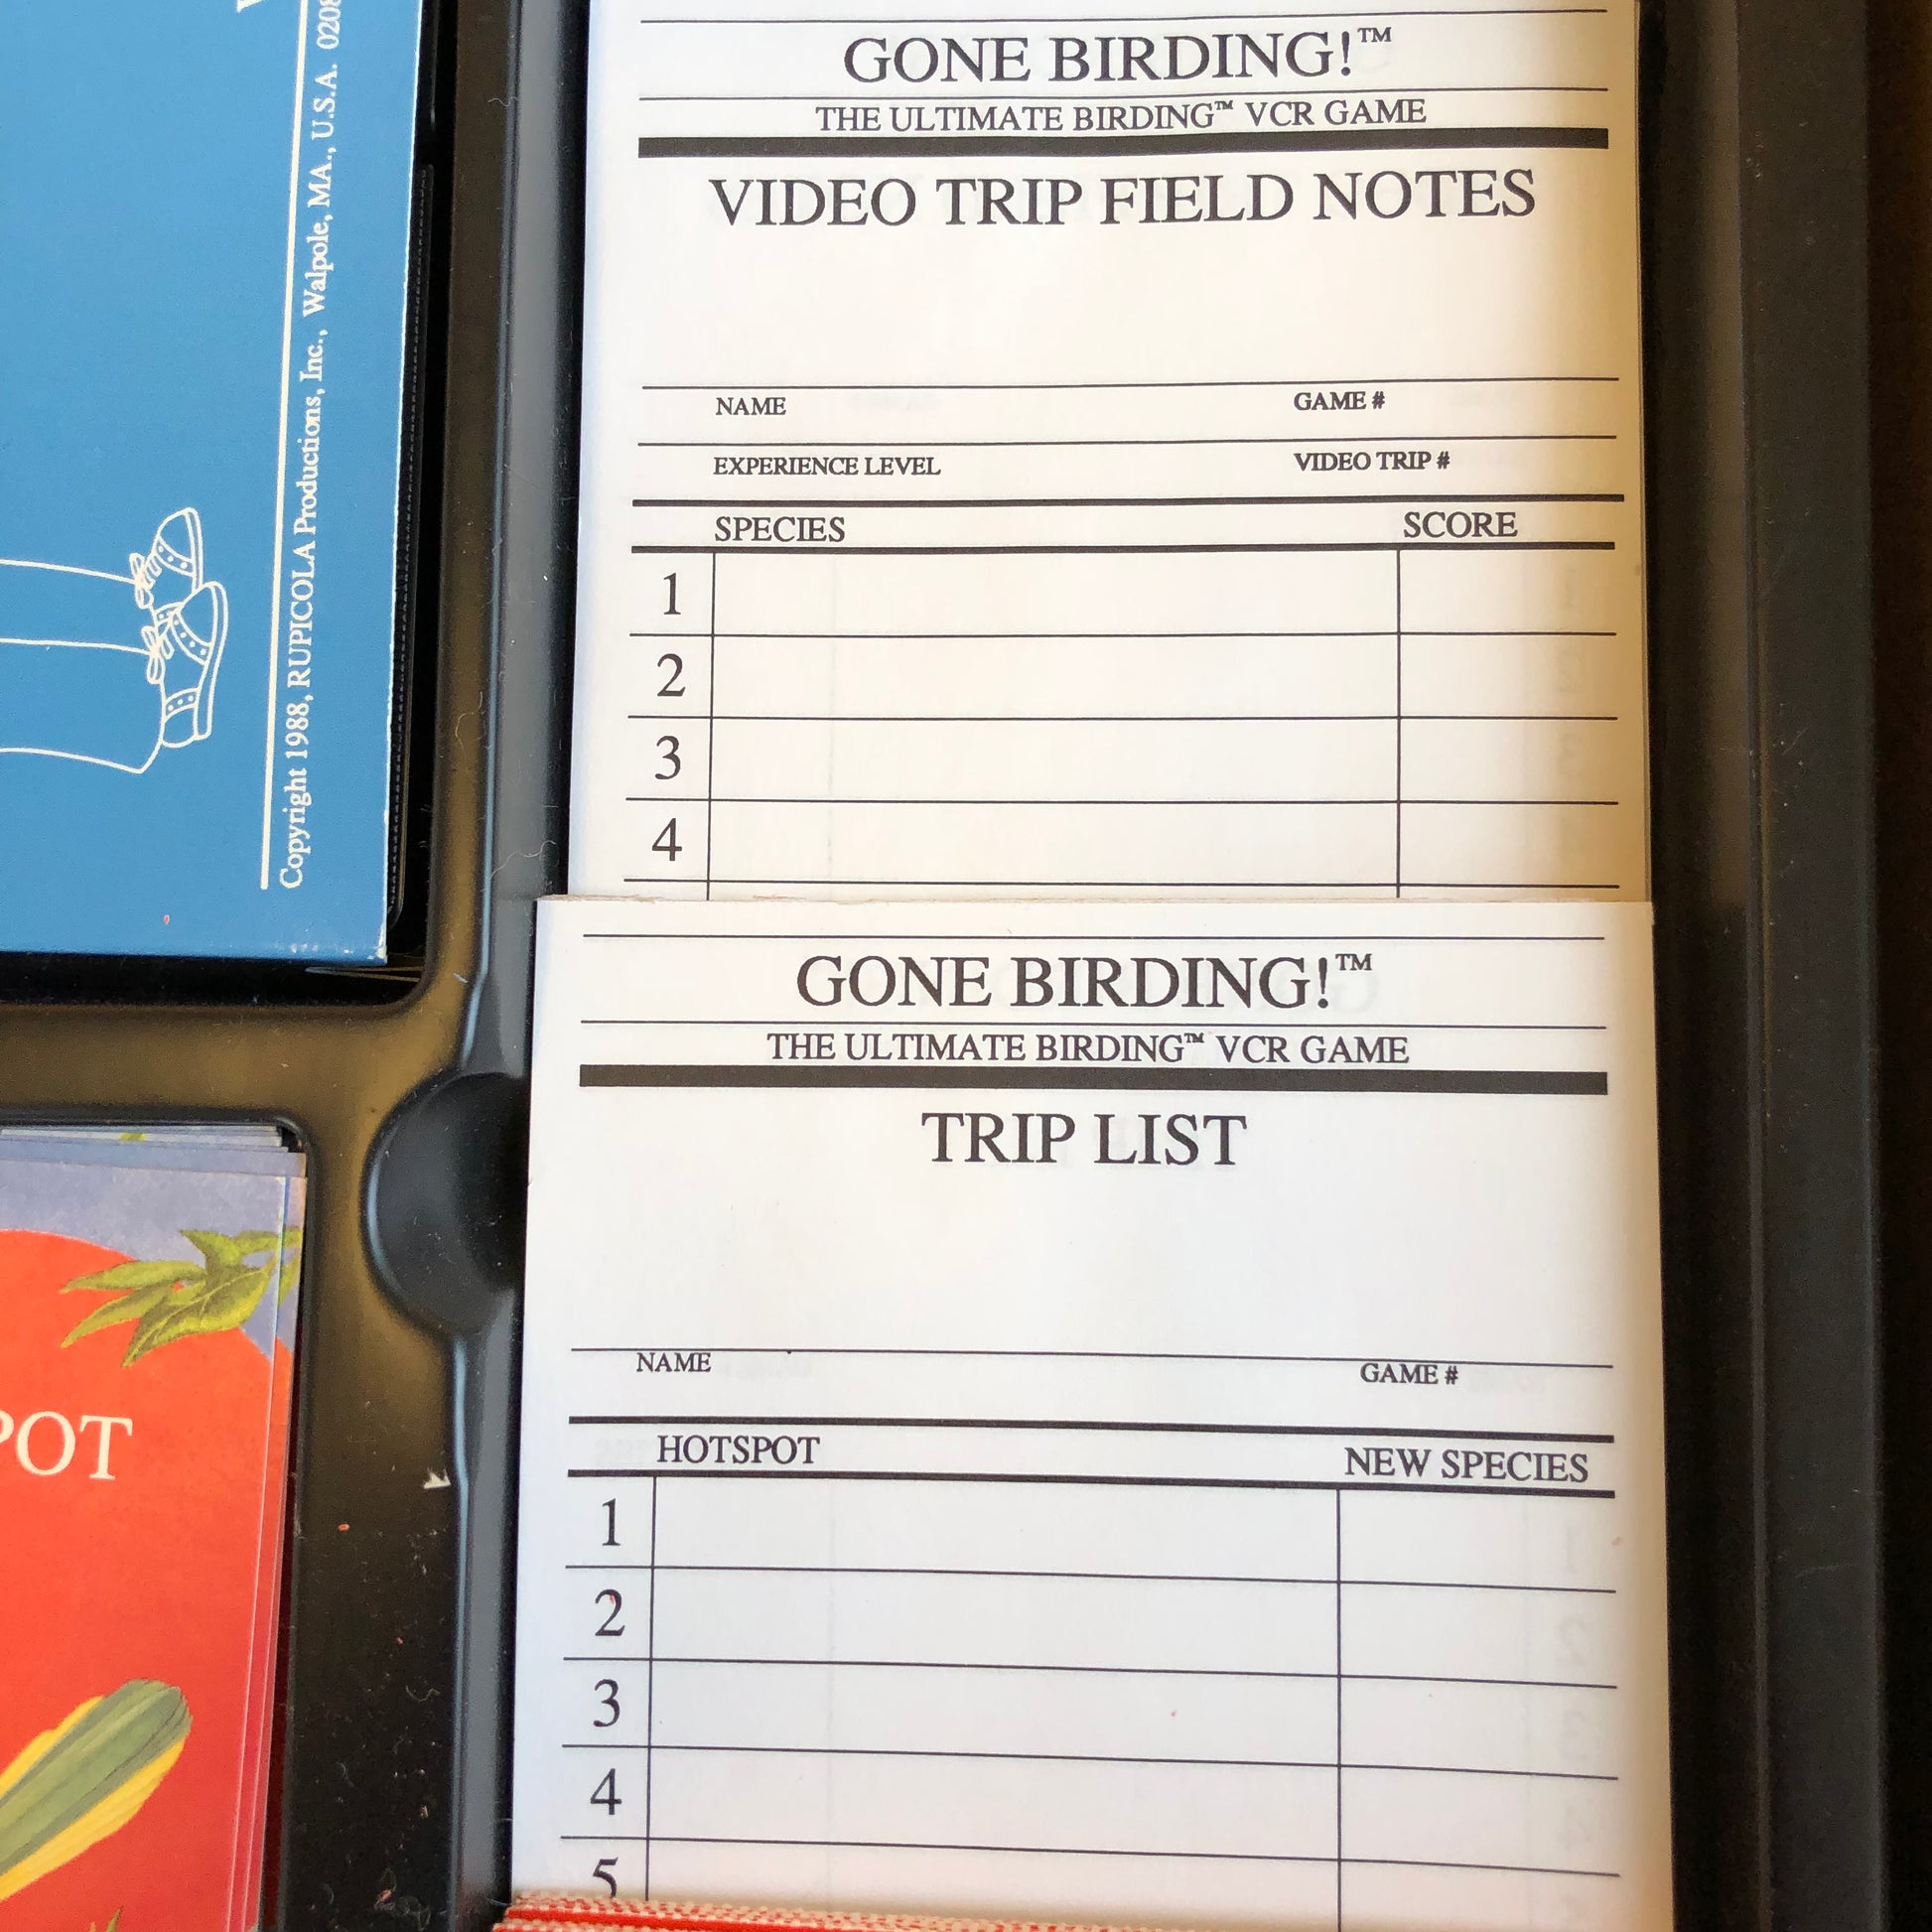 Copyright 1988, RUPICOLA Productions, Inc., Walpole, MA., U.S.A.
GONE BIRDING!™
THE ULTIMATE BIRDING™ VCR GAME
VIDEO TRIP FIELD NOTES
NAME GAME #
EXPERIENCE LEVEL VIDEO TRIP #
SPECIES SCORE
1
2
3
4
GONE BIRDING!™
THE ULTIMATE BIRDING™ VCR GAME
TRIP LIST
NAME GAME #
HOTSPOT NEW SPECIES
1
2
3
4
5
POT